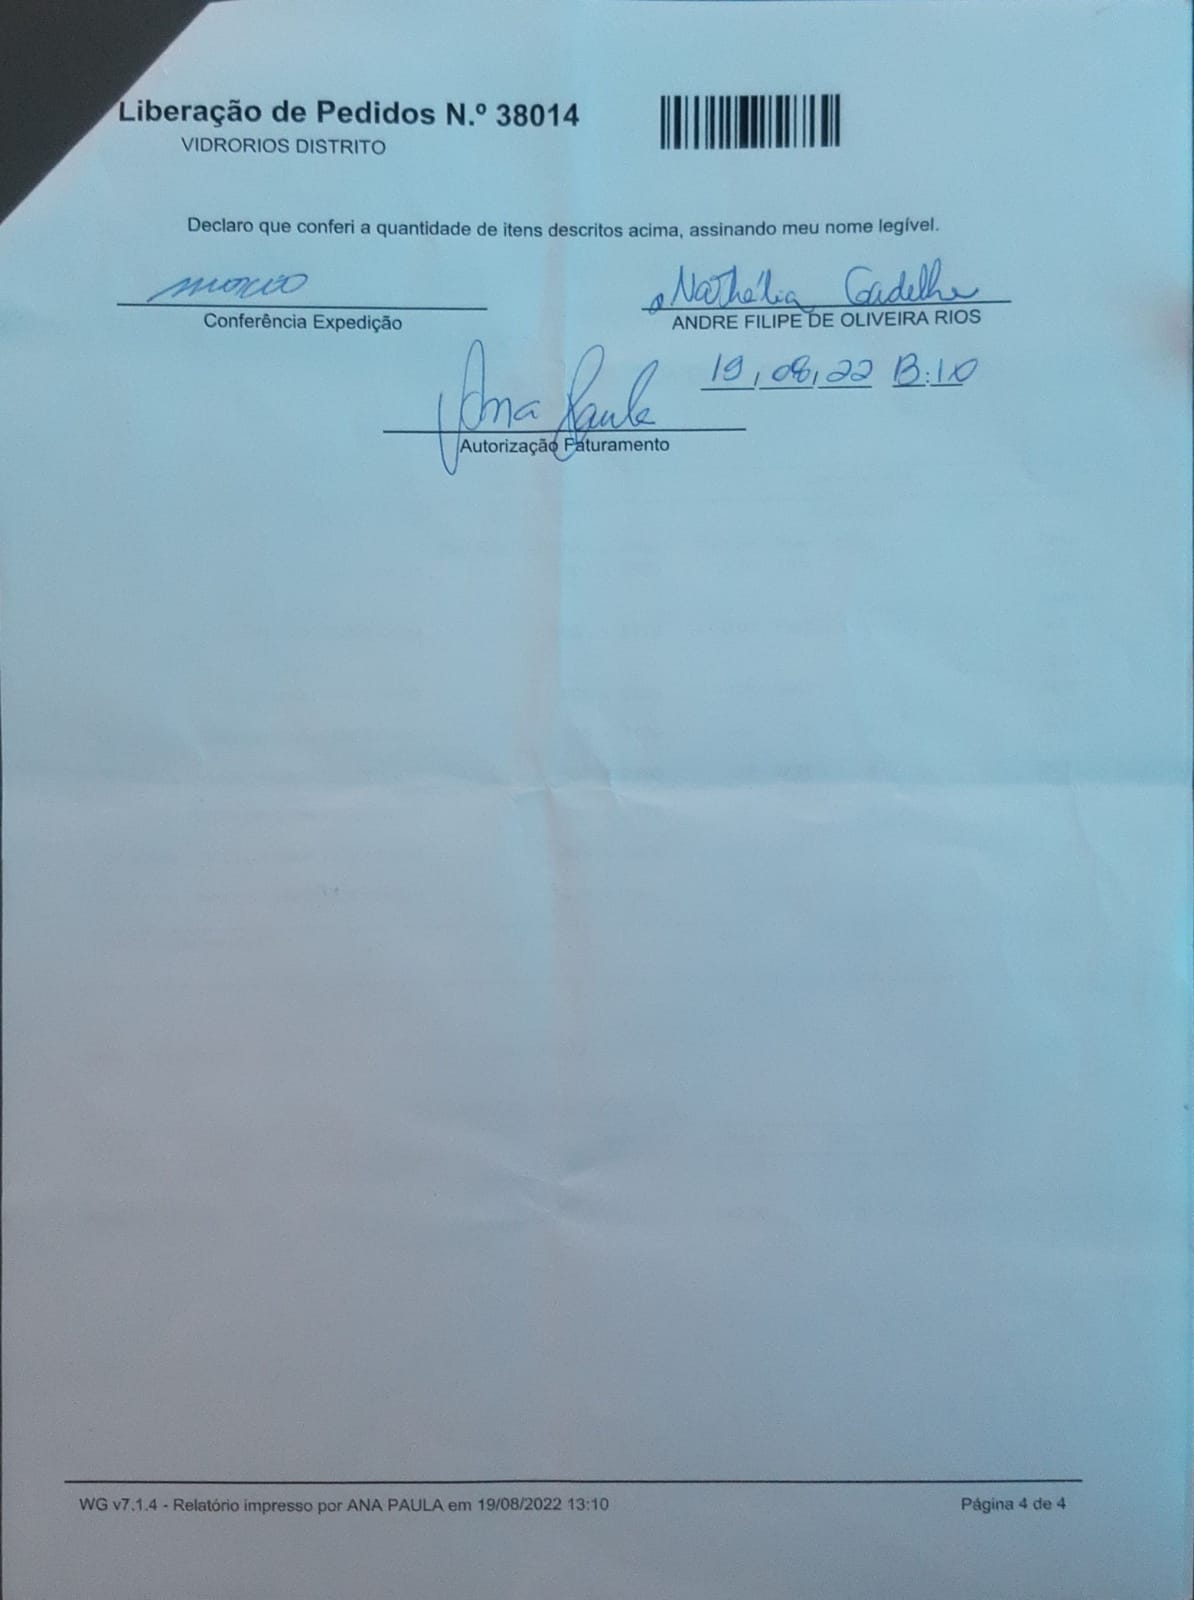 Liberação de Pedidos N.º 38014
VIDRORIOS DISTRITO
Declaro que conferi a quantidade de itens descritos acima, assinando meu nome legível.
Nathália Gadelha
Conferência Expedição
ANDRE FILIPE DE OLIVEIRA RIOS
19/08/22 13:10
Ana Paula
Autorização Faturamento
WG v7.1.4 - Relatório impresso por ANA PAULA em 19/08/2022 13:10
Página 4 de 4